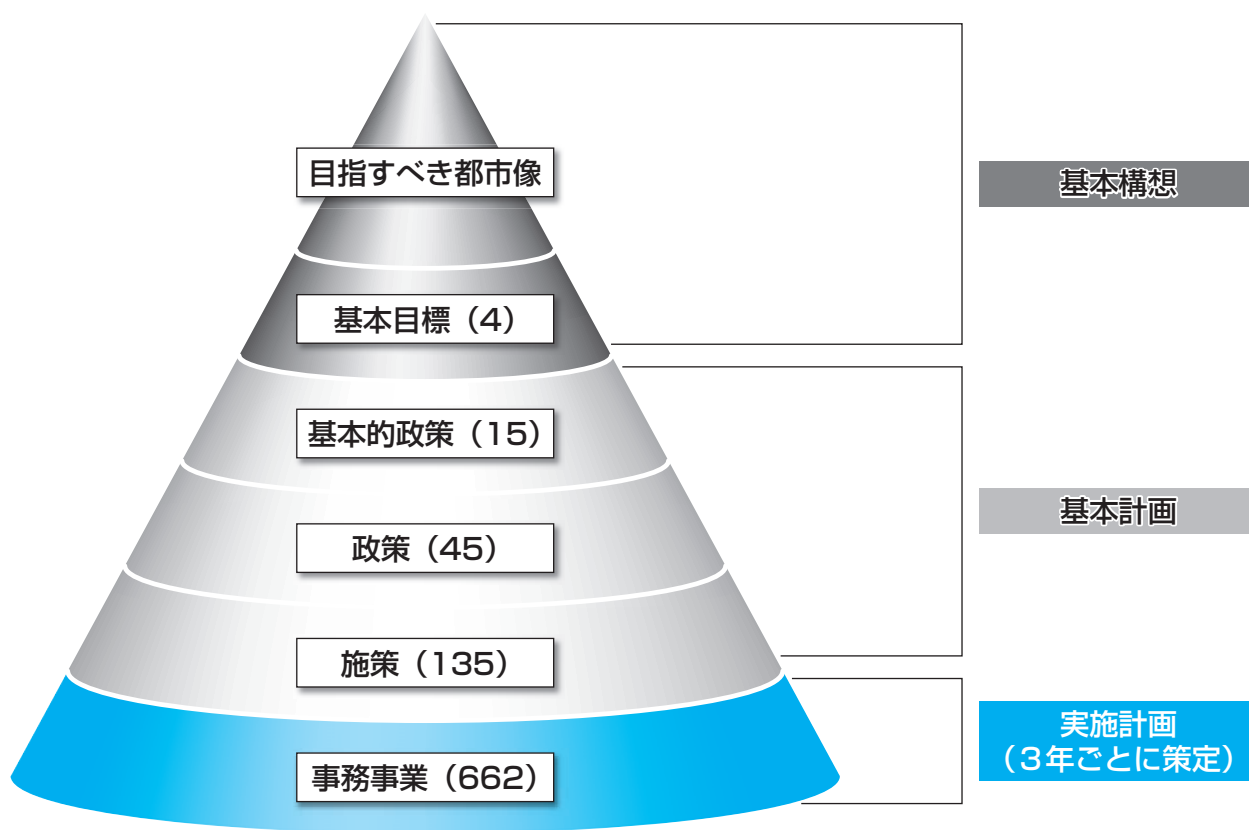 目指すべき都市像
基本目標（4）
基本的政策（15）
政策（45）
施策（135）
事務事業（662）
基本構想
基本計画
実施計画
（3年ごとに策定）